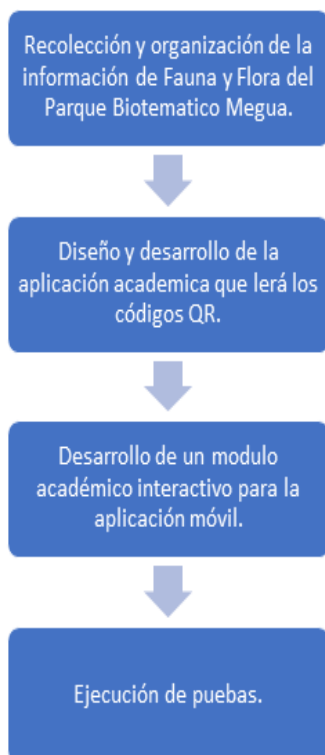 Recolección y organización de la
información de Fauna y Flora del
Parque Biotematico Megua.
Diseño y desarrollo de la
aplicación academica que lerá los
códigos QR.
Desarrollo de un modulo
académico interactivo para la
aplicación móvil.
Ejecución de puebas.